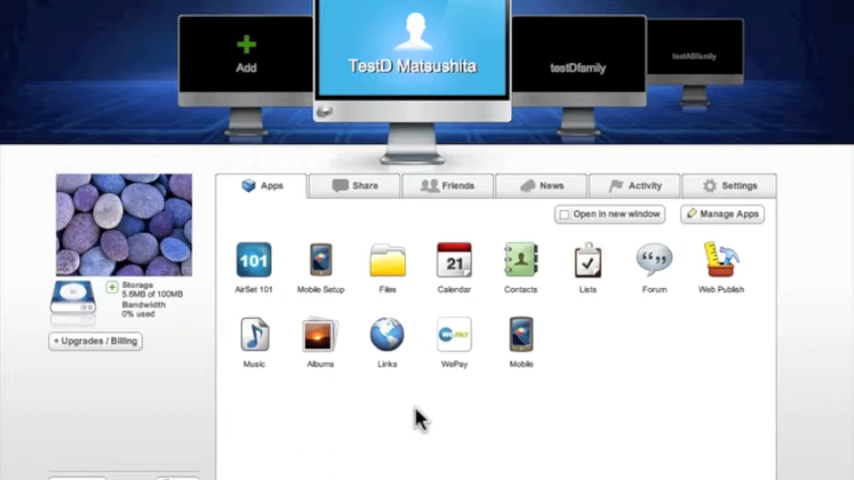 Add
TestD Matsushita
testDfamily
testADfamily
Apps
Share
Friends
News
Activity
Settings
Open in new window
Manage Apps
Storage
5.6MB of 100MB
Bandwidth
0% used
+ Upgrades / Billing
101
21
AirSet 101
Mobile Setup
Files
Calendar
Contacts
Lists
Forum
Web Publish
WEPAY
Music
Albums
Links
WePay
Mobile